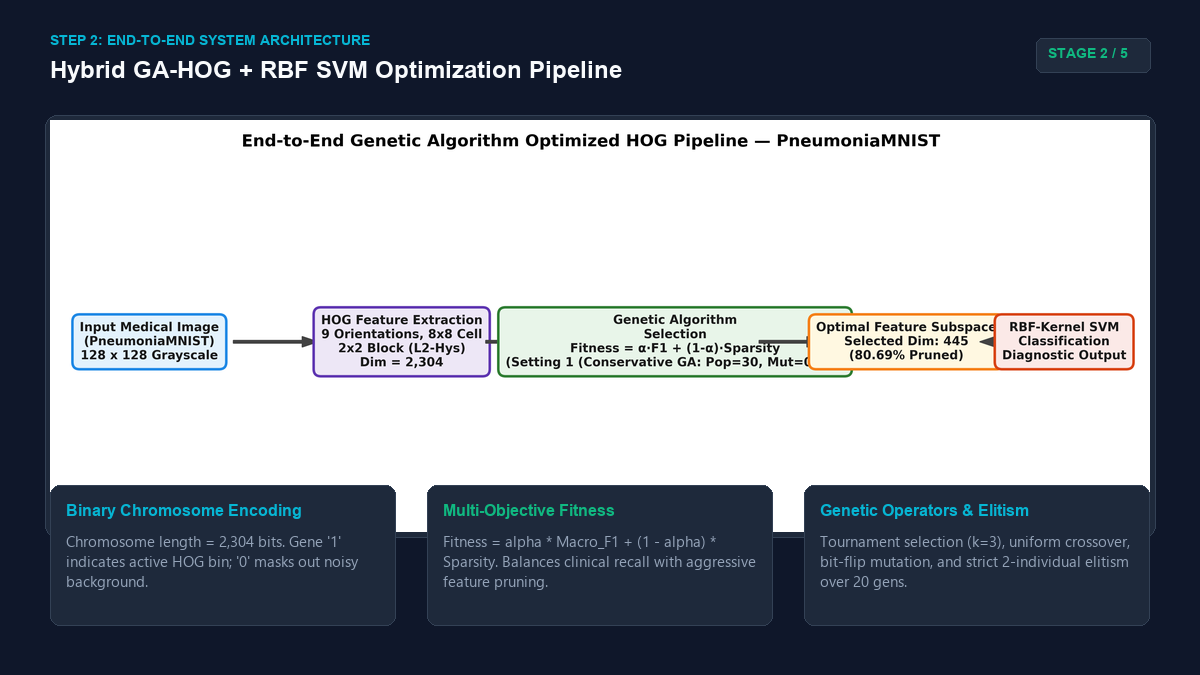 STEP 2: END-TO-END SYSTEM ARCHITECTURE
Hybrid GA-HOG + RBF SVM Optimization Pipeline
STAGE 2 / 5
End-to-End Genetic Algorithm Optimized HOG Pipeline — PneumoniaMNIST
Input Medical Image
(PneumoniaMNIST)
128 x 128 Grayscale
HOG Feature Extraction
9 Orientations, 8x8 Cell
2x2 Block (L2-Hys)
Dim = 2,304
Genetic Algorithm
Selection
Fitness = α·F1 + (1-α)·Sparsity
(Setting 1 (Conservative GA: Pop=30,
Optimal Feature Subspace
Selected Dim: 445
(80.69% Pruned)
RBF-Kernel SVM
Classification
Diagnostic Output
Binary Chromosome Encoding
Chromosome length = 2,304 bits. Gene '1'
indicates active HOG bin; '0' masks out noisy
background.
Multi-Objective Fitness
Fitness = alpha * Macro_F1 + (1 - alpha) *
Sparsity. Balances clinical recall with aggressive
feature pruning.
Genetic Operators & Elitism
Tournament selection (k=3), uniform crossover,
bit-flip mutation, and strict 2-individual elitism
over 20 gens.